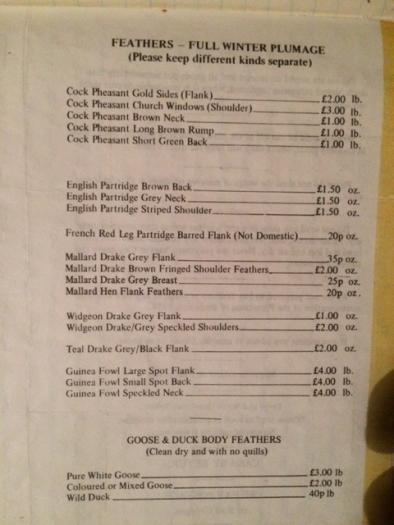 FEATHERS – FULL WINTER PLUMAGE
(Please keep different kinds separate)
Cock Pheasant Gold Sides (Flank) £2.00 lb.
Cock Pheasant Church Windows (Shoulder) £3.00 lb.
Cock Pheasant Brown Neck £1.00 lb.
Cock Pheasant Long Brown Rump £1.00 lb.
Cock Pheasant Short Green Back £1.00 lb.
English Partridge Brown Back £1.50 oz.
English Partridge Grey Neck £1.50 oz.
English Partridge Striped Shoulder £1.50 oz.
French Red Leg Partridge Barred Flank (Not Domestic) 20p oz.
Mallard Drake Grey Flank 35p oz.
Mallard Drake Brown Fringed Shoulder Feathers £2.00 oz.
Mallard Drake Grey Breast 25p oz.
Mallard Hen Flank Feathers 20p oz.
Widgeon Drake Grey Flank £1.00 oz.
Widgeon Drake/Grey Speckled Shoulders £2.00 oz.
Teal Drake Grey/Black Flank £2.00 oz.
Guinea Fowl Large Spot Flank £4.00 lb.
Guinea Fowl Small Spot Back £4.00 lb.
Guinea Fowl Speckled Neck £4.00 lb.
GOOSE & DUCK BODY FEATHERS
(Clean dry and with no quills)
Pure White Goose £3.00 lb
Coloured or Mixed Goose £2.00 lb
Wild Duck 40p lb